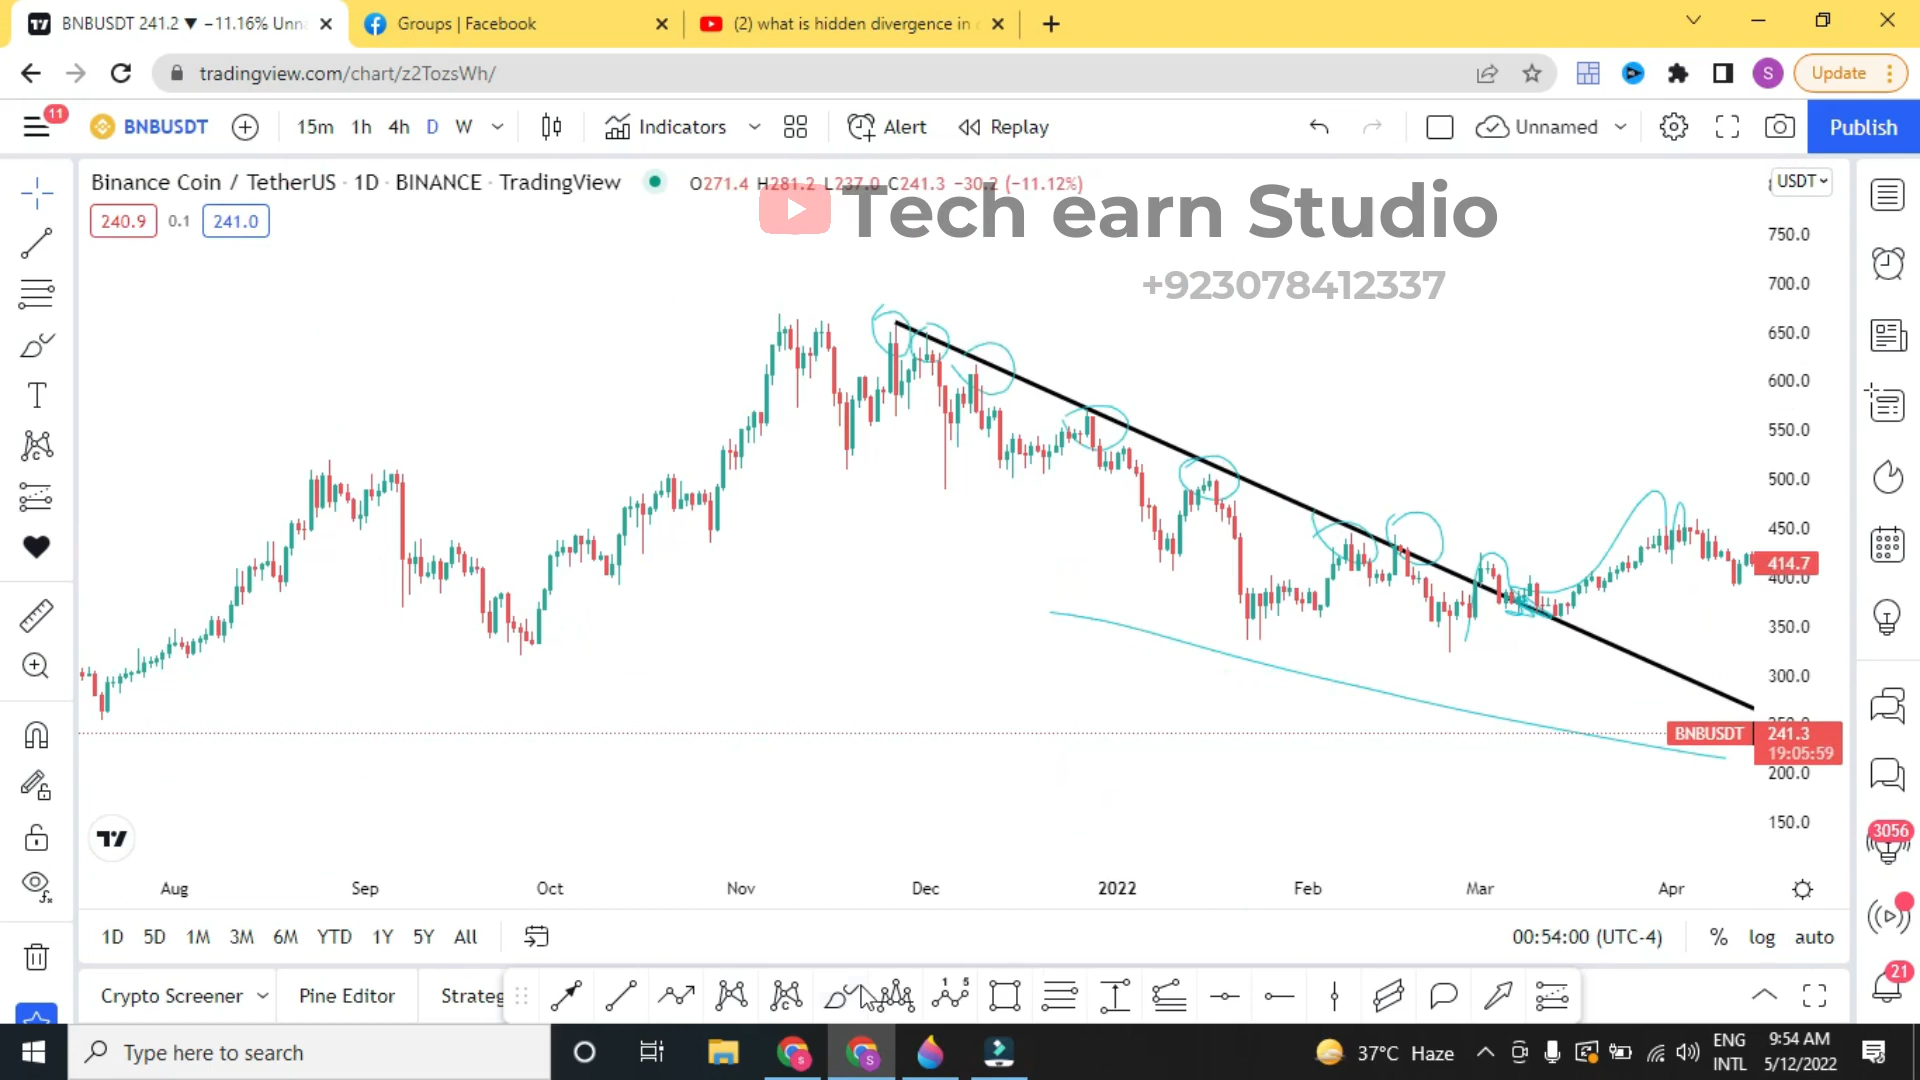 BNBUSDT 241.2 ▼ −11.16% Unn
Groups | Facebook
(2) what is hidden divergence in
tradingview.com/chart/z2TozsWh/
S
Update
11
BNBUSDT
15m 1h 4h D W
Indicators
Alert
Replay
Unnamed
Publish
Binance Coin / TetherUS · 1D · BINANCE · TradingView
O271.4 H281.2 L237.0 C241.3 −30.2 (−11.12%)
USDT
240.9 0.1 241.0
Tech earn Studio
+923078412337
750.0
700.0
650.0
600.0
550.0
500.0
450.0
414.7
400.0
350.0
300.0
250.0
BNBUSDT 241.3
19:05:59
200.0
150.0
3056
Aug Sep Oct Nov Dec 2022 Feb Mar Apr
1D 5D 1M 3M 6M YTD 1Y 5Y All
00:54:00 (UTC-4) % log auto
21
Crypto Screener Pine Editor Strateg
Type here to search
37°C Haze
ENG
INTL
9:54 AM
5/12/2022